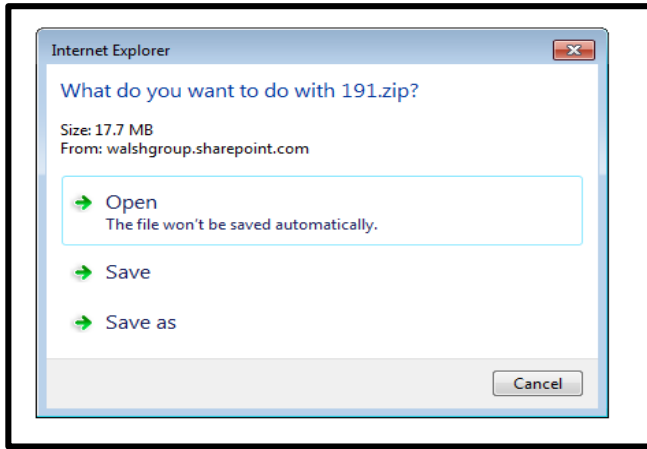 Internet Explorer
What do you want to do with 191.zip?
Size: 17.7 MB
From: walshgroup.sharepoint.com
Open
The file won't be saved automatically.
Save
Save as
Cancel